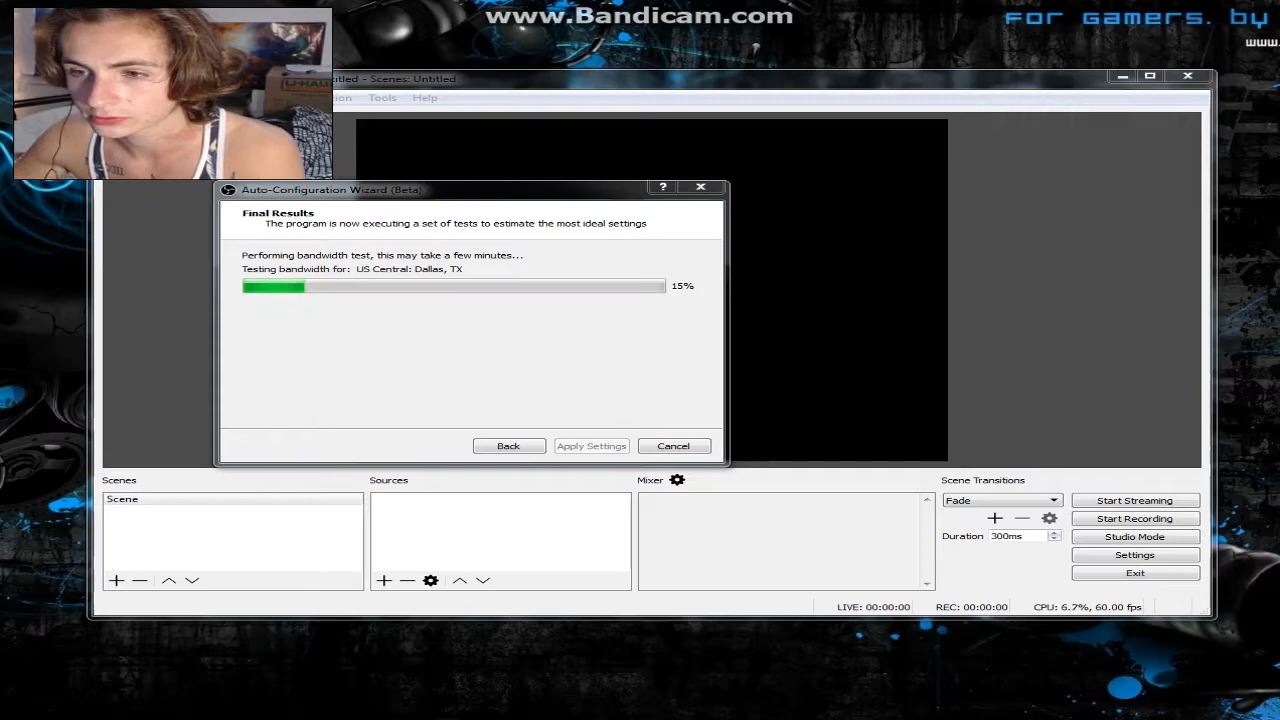 www.Bandicam.com
For Gamers. by
www.
titled - Scenes: Untitled
ion Tools Help
Auto-Configuration Wizard (Beta)
Final Results
The program is now executing a set of tests to estimate the most ideal settings
Performing bandwidth test, this may take a few minutes...
Testing bandwidth for: US Central: Dallas, TX
15%
Back Apply Settings Cancel
Scenes Sources Mixer Scene Transitions
Scene
Fade
Start Streaming
Start Recording
Duration 300ms
Studio Mode
Settings
Exit
LIVE: 00:00:00 REC: 00:00:00 CPU: 6.7%, 60.00 fps